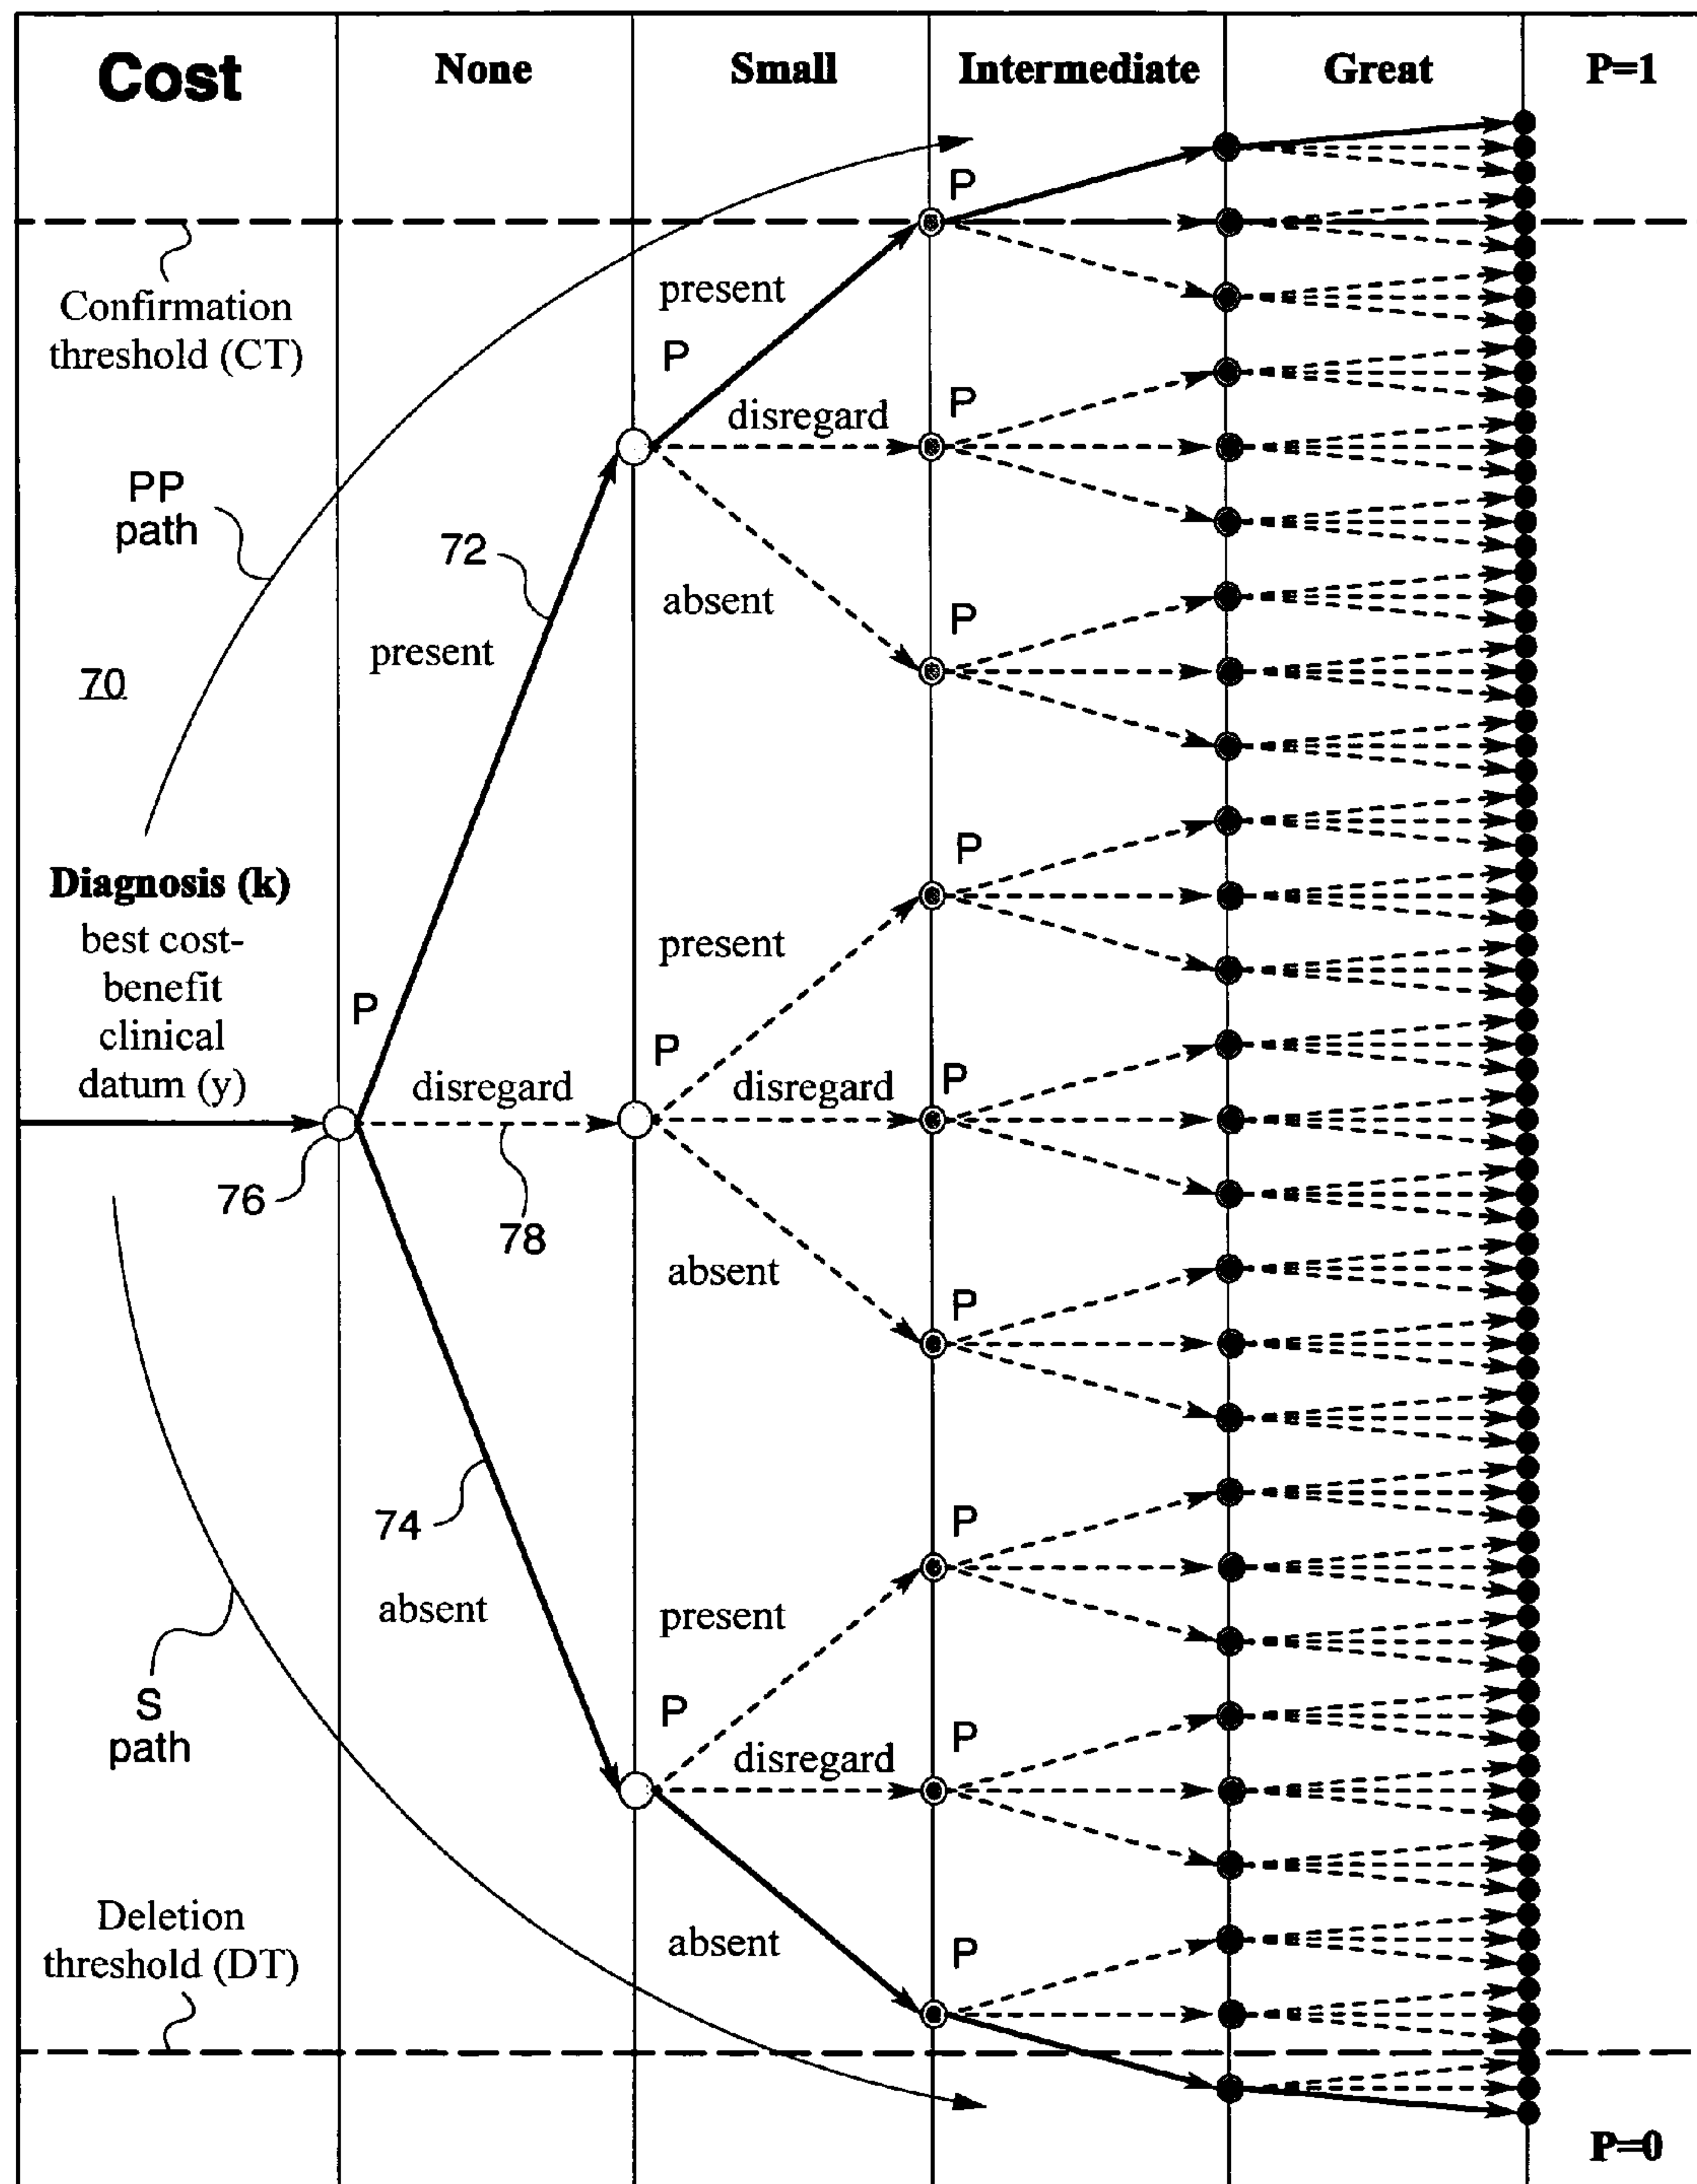 Cost
None
Small
Intermediate
Great
P=1
P
Confirmation
threshold (CT)
present
P
disregard
P
PP
path
72
absent
P
present
70
Diagnosis (k)
best cost-
benefit
clinical
datum (y)
P
present
P
P
disregard
disregard
P
76
78
absent
P
74
absent
present
P
S
path
P
disregard
P
Deletion
threshold (DT)
absent
P
P=0